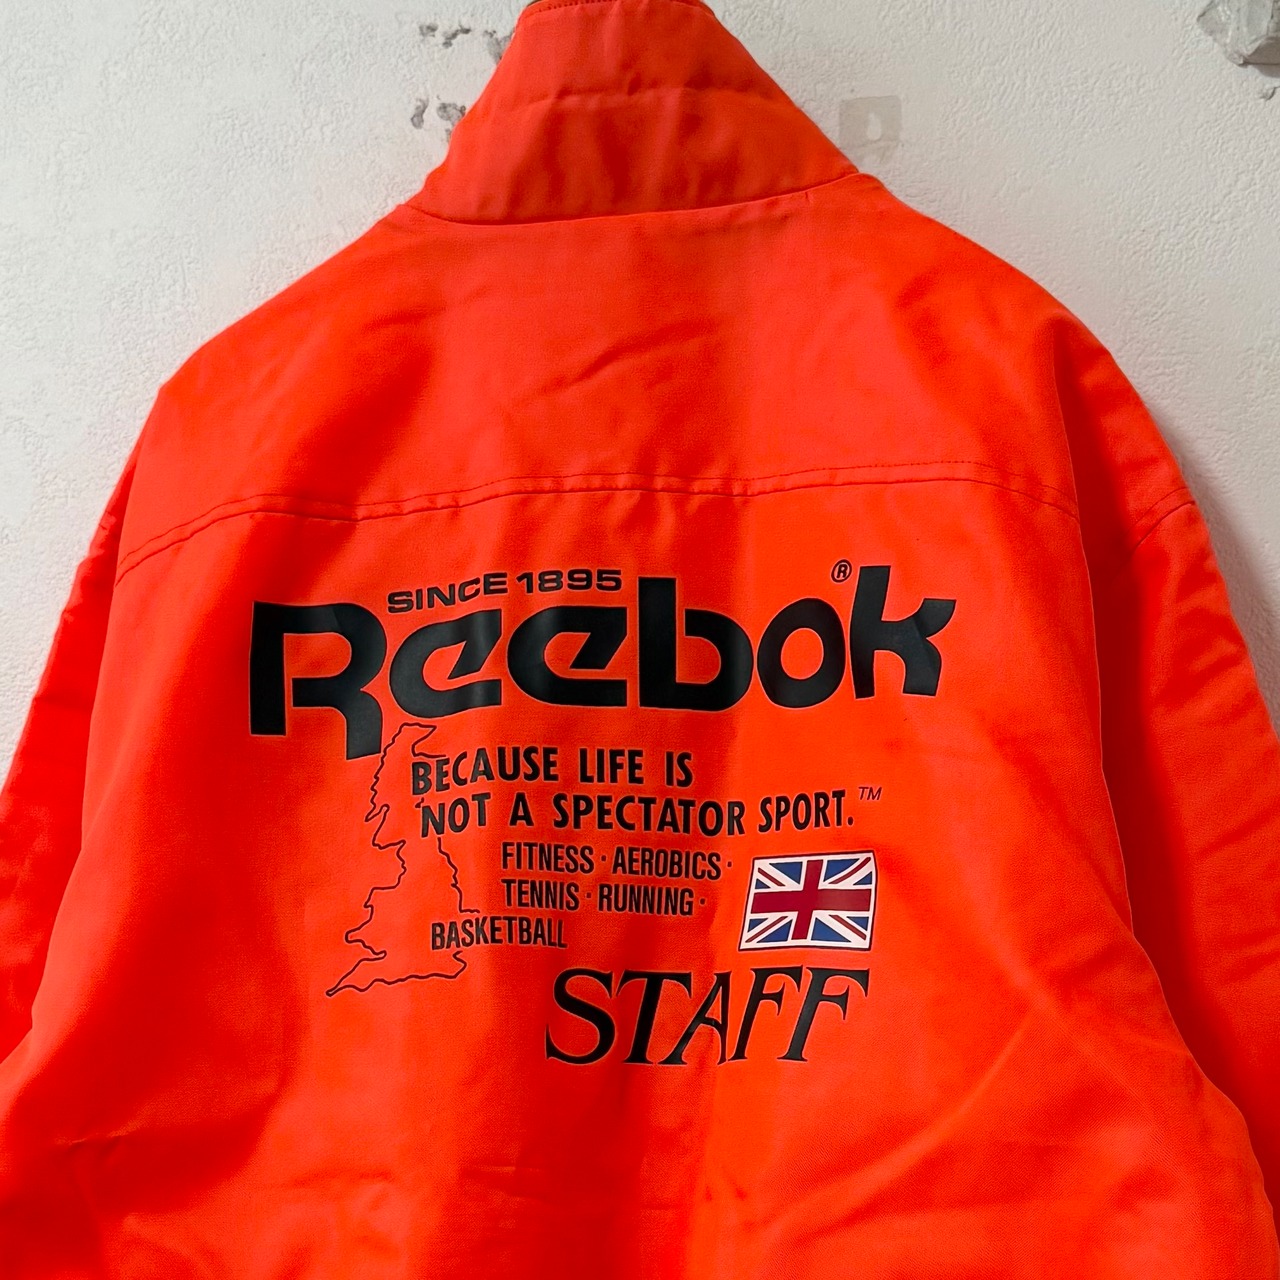 SINCE 1895
Reebok®
BECAUSE LIFE IS
NOT A SPECTATOR SPORT.™
FITNESS · AEROBICS ·
TENNIS · RUNNING ·
BASKETBALL
STAFF